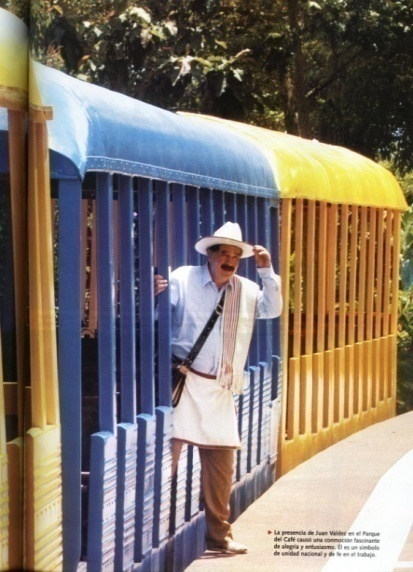 ► La presencia de Juan Valdez en el Parque
del Café causó una conmoción fascinante
de alegría y entusiasmo. Él es un símbolo
de unidad nacional y de fe en el trabajo.